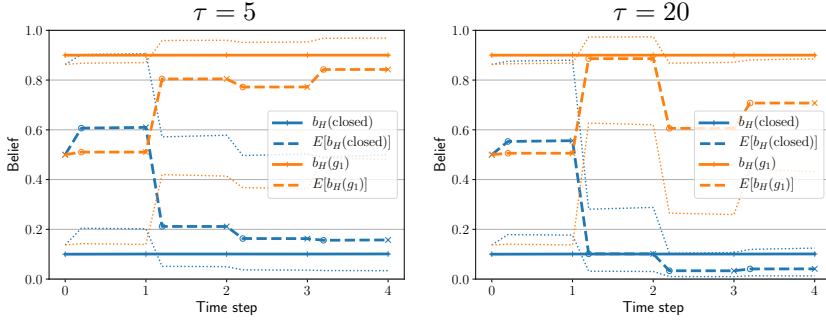 τ = 5
1.0
0.8
0.6
0.4
0.2
0.0
Belief
0
1
2
3
4
Time step
b_H(closed)
E[b_H(closed)]
b_H(g_1)
E[b_H(g_1)]
τ = 20
1.0
0.8
0.6
0.4
0.2
0.0
Belief
0
1
2
3
4
Time step
b_H(closed)
E[b_H(closed)]
b_H(g_1)
E[b_H(g_1)]